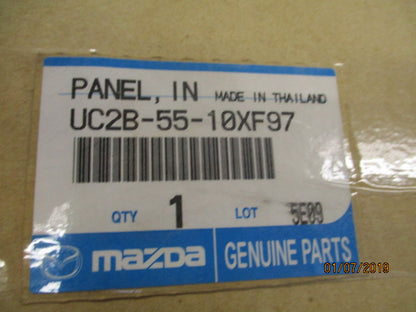 PANEL, IN MADE IN THAILAND
UC2B-55-10XF97
QTY 1 LOT 5E09
mazda GENUINE PARTS
01/07/2019